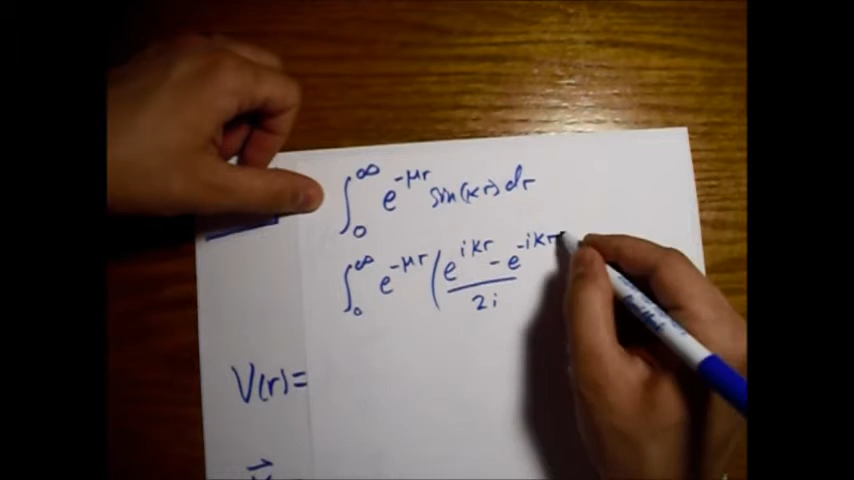 ∫₀^∞ e^{-μr} sin(kr) dr
∫₀^∞ e^{-μr} (e^{ikr} - e^{-ikr} / 2i
V(r)=